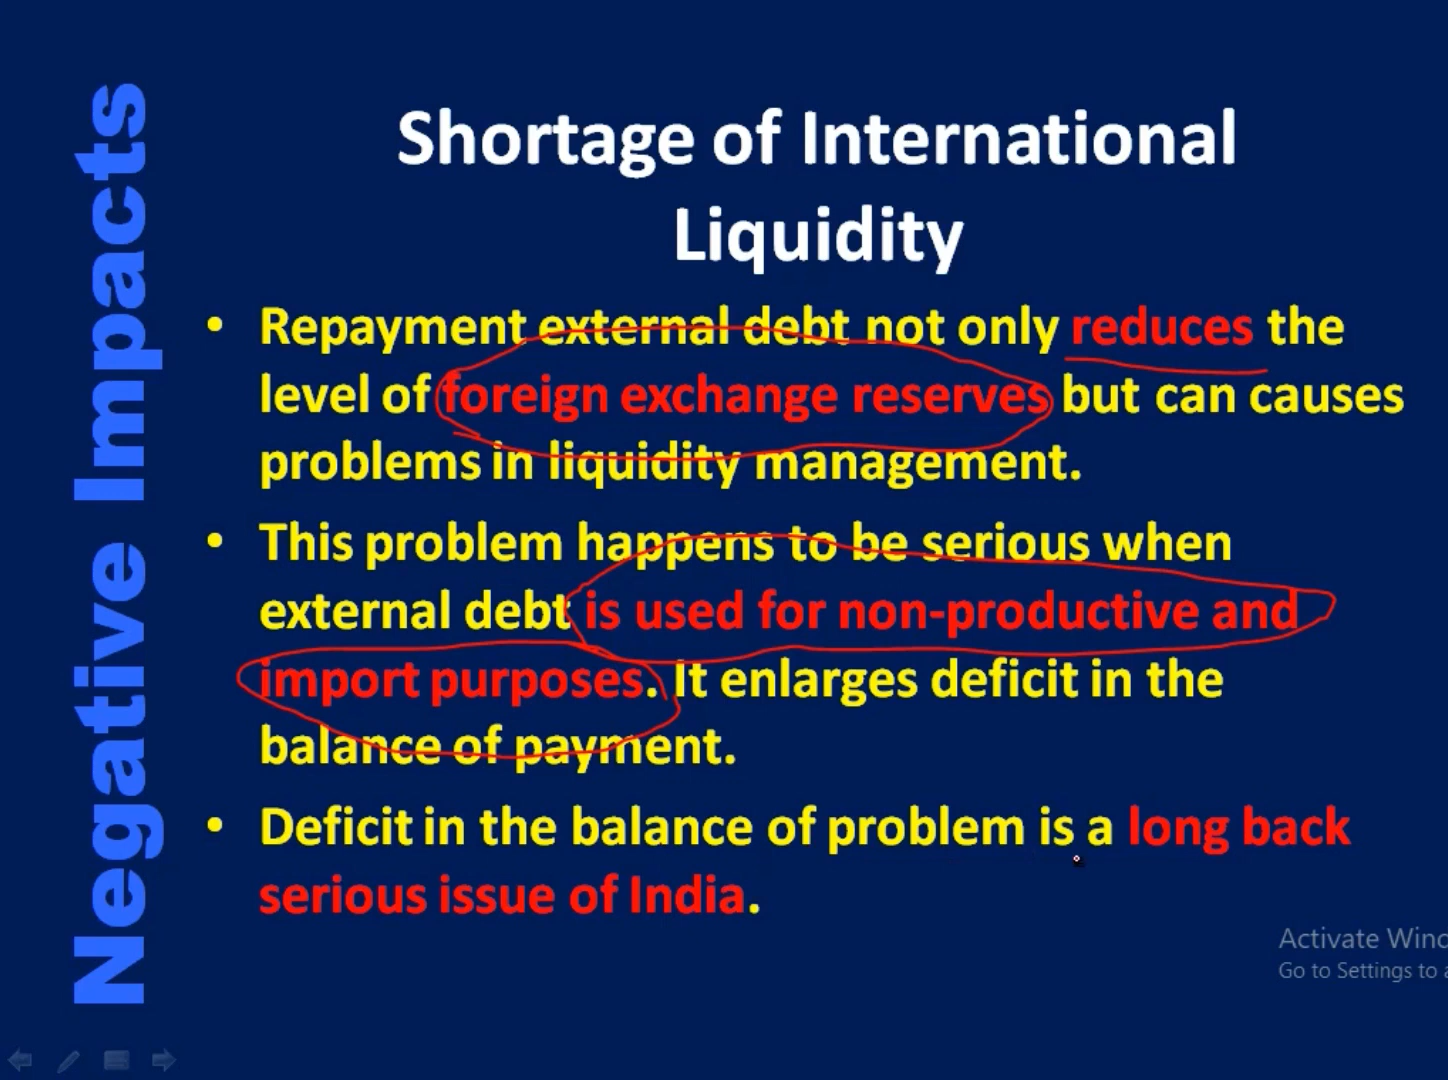 Negative Impacts
Shortage of International
Liquidity
• Repayment external debt not only reduces the
level of foreign exchange reserves but can causes
problems in liquidity management.
• This problem happens to be serious when
external debt is used for non-productive and
import purposes. It enlarges deficit in the
balance of payment.
• Deficit in the balance of problem is a long back
serious issue of India.
Activate Winc
Go to Settings to a